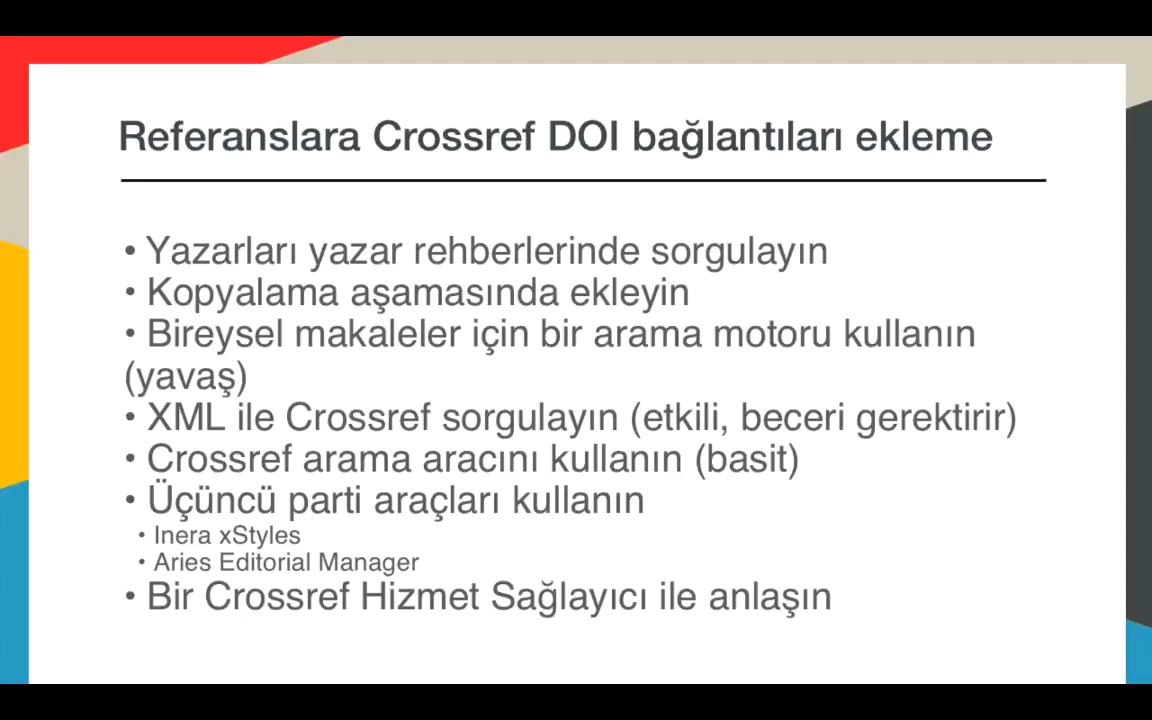 Referanslara Crossref DOI bağlantıları ekleme
• Yazarları yazar rehberlerinde sorgulayın
• Kopyalama aşamasında ekleyin
• Bireysel makaleler için bir arama motoru kullanın
(yavaş)
• XML ile Crossref sorgulayın (etkili, beceri gerektirir)
• Crossref arama aracını kullanın (basit)
• Üçüncü parti araçları kullanın
• Inera xStyles
• Aries Editorial Manager
• Bir Crossref Hizmet Sağlayıcı ile anlaşın